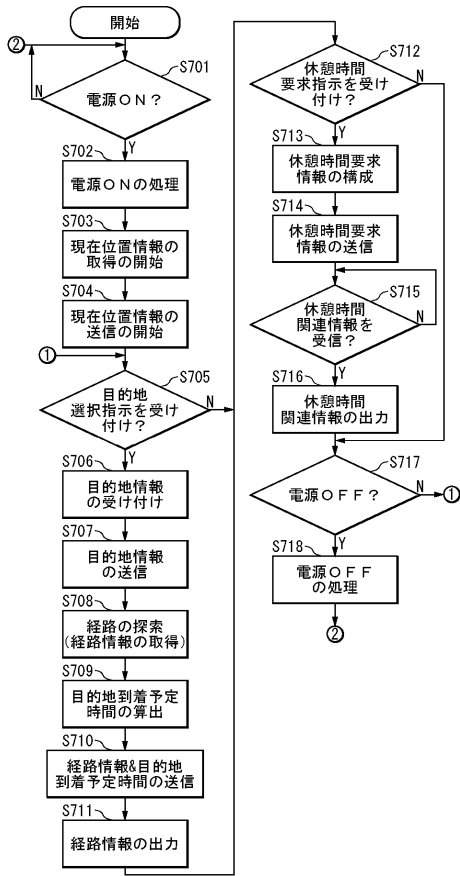 開始
②
S701
電源ON?
N
Y
S702
電源ONの処理
S703
現在位置情報の
取得の開始
S704
現在位置情報の
送信の開始
①
S705
目的地
選択指示を受け
付け?
N
Y
S706
目的地情報
の受け付け
S707
目的地情報
の送信
S708
経路の探索
(経路情報の取得)
S709
目的地到着予定
時間の算出
S710
経路情報&目的地
到着予定時間の送信
S711
経路情報の出力
S712
休憩時間
要求指示を受け
付け?
N
Y
S713
休憩時間要求
情報の構成
S714
休憩時間要求
情報の送信
S715
休憩時間
関連情報を
受信?
N
Y
S716
休憩時間
関連情報の出力
S717
電源OFF?
N
①
Y
S718
電源OFF
の処理
②